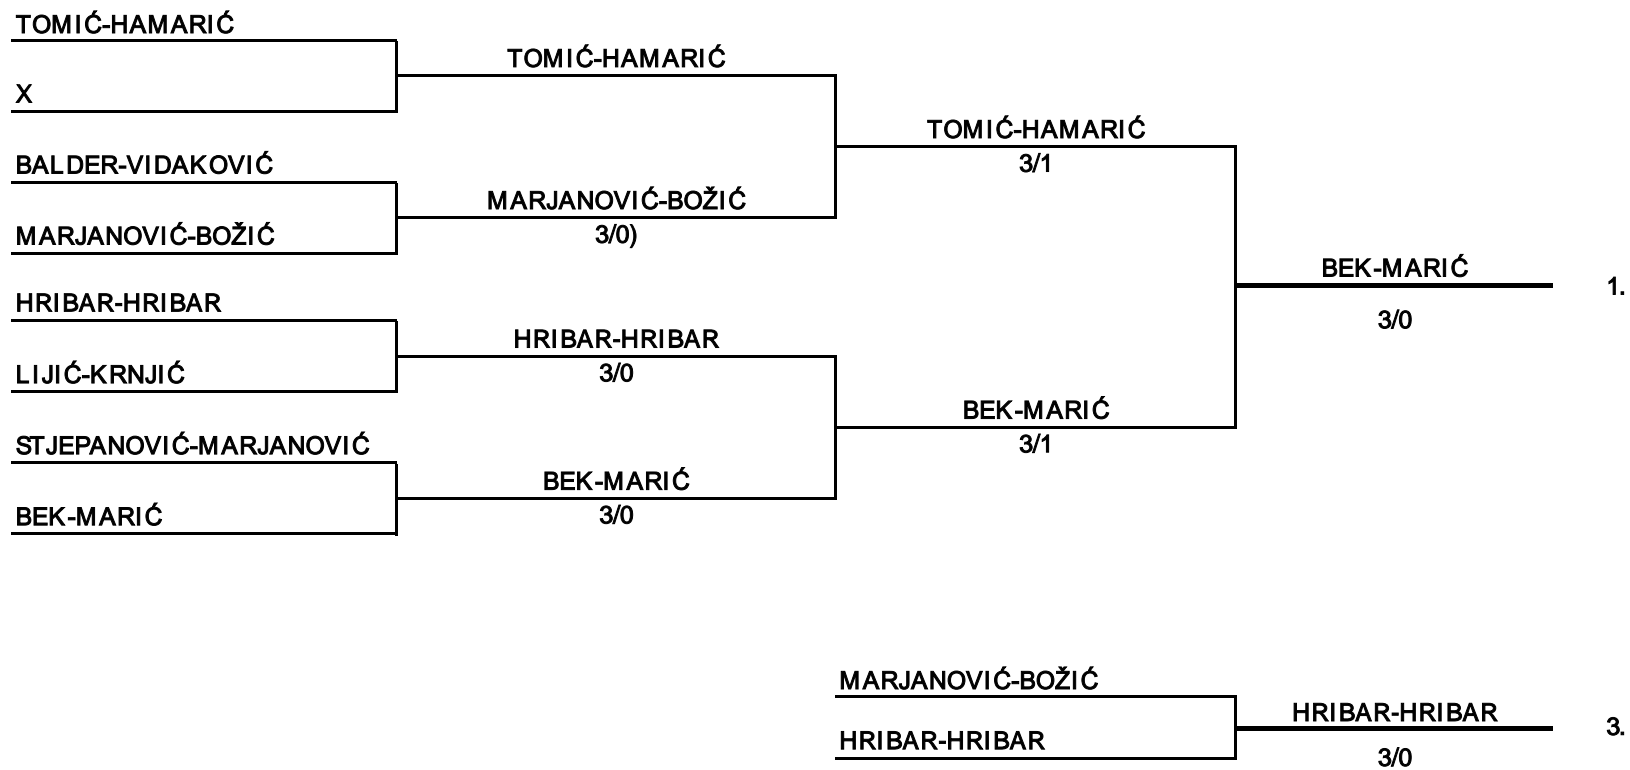 TOMIĆ-HAMARIĆ
TOMIĆ-HAMARIĆ
X
TOMIĆ-HAMARIĆ
3/1
BALDER-VIDAKOVIĆ
MARJANOVIĆ-BOŽIĆ
3/0)
MARJANOVIĆ-BOŽIĆ
BEK-MARIĆ
1.
3/0
HRIBAR-HRIBAR
HRIBAR-HRIBAR
3/0
LIJIĆ-KRNJIĆ
BEK-MARIĆ
3/1
STJEPANOVIĆ-MARJANOVIĆ
BEK-MARIĆ
3/0
BEK-MARIĆ
MARJANOVIĆ-BOŽIĆ
HRIBAR-HRIBAR
3.
HRIBAR-HRIBAR
3/0